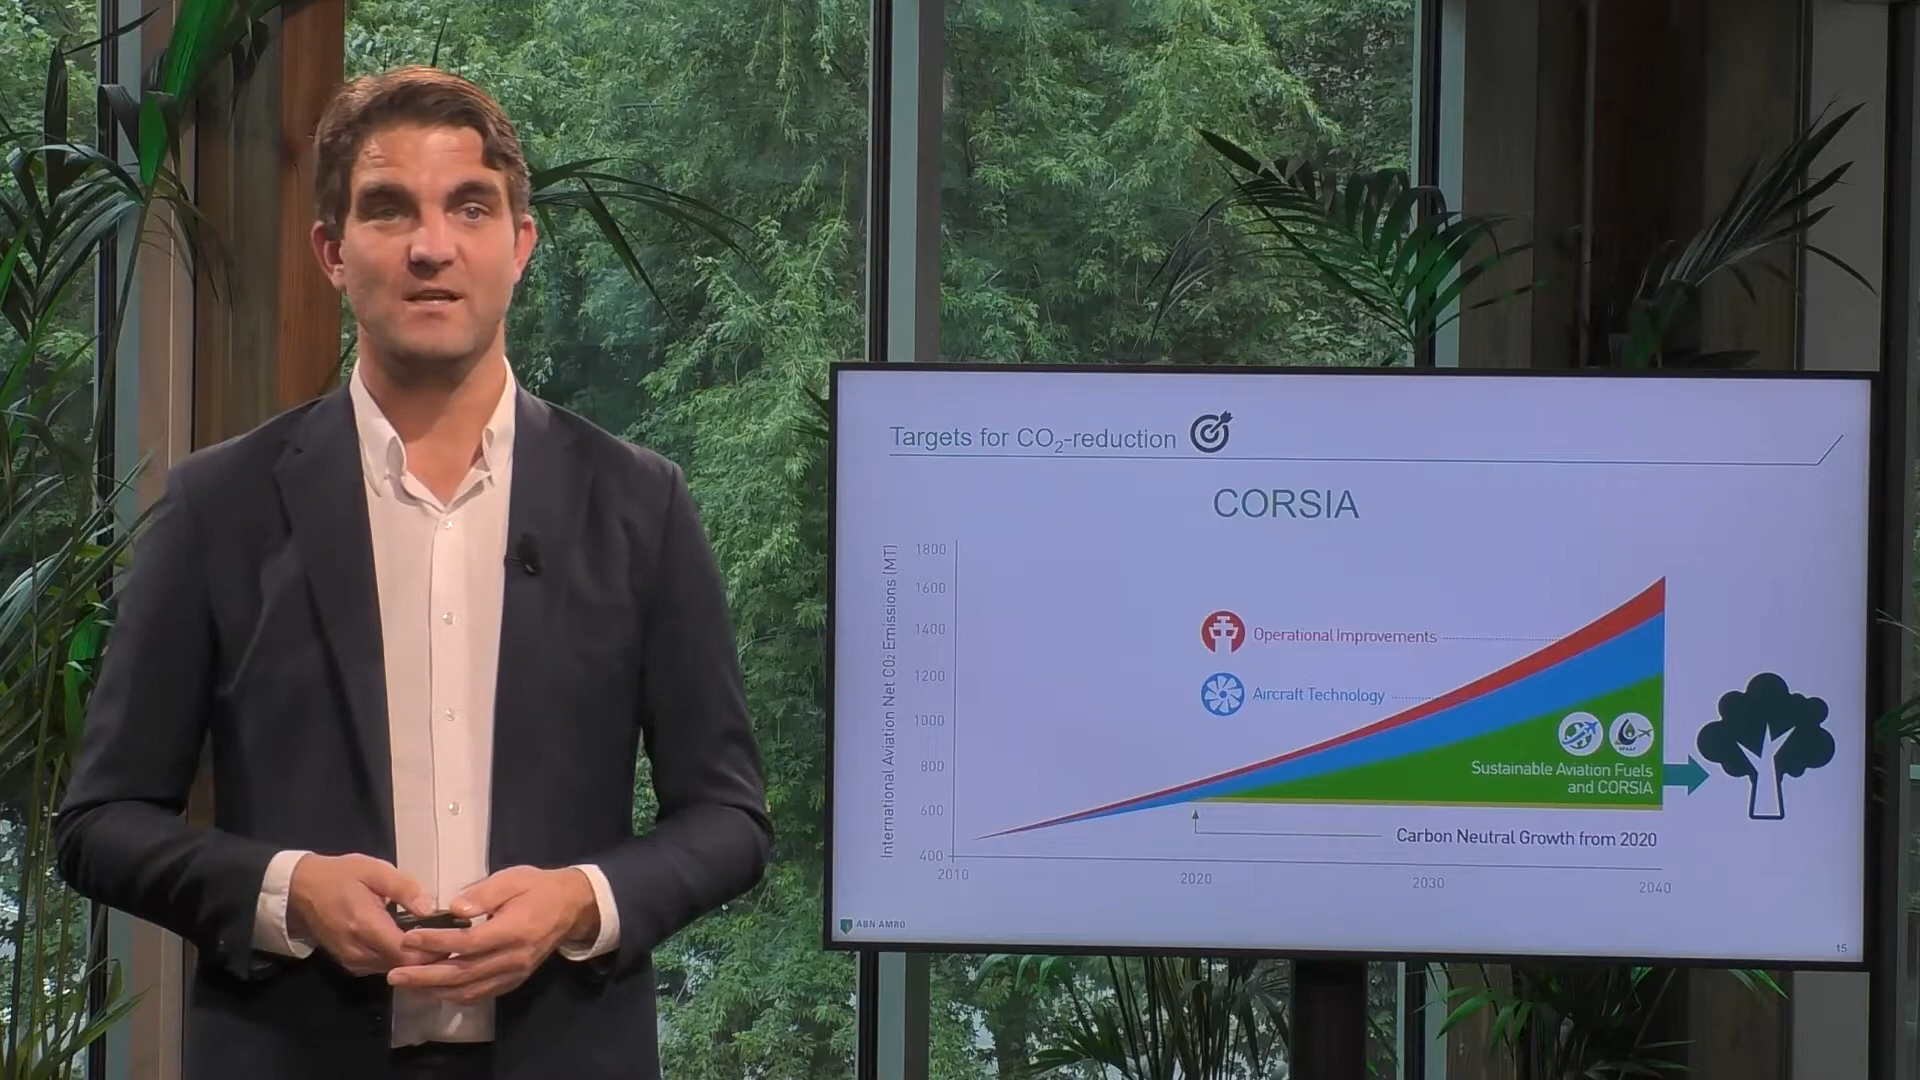 Targets for CO₂-reduction
CORSIA
International Aviation Net CO₂ Emissions (MT)
1800
1600
1400
1200
1000
800
600
400
2010
2020
2030
2040
Operational Improvements
Aircraft Technology
Sustainable Aviation Fuels
and CORSIA
Carbon Neutral Growth from 2020
ABN·AMRO
15